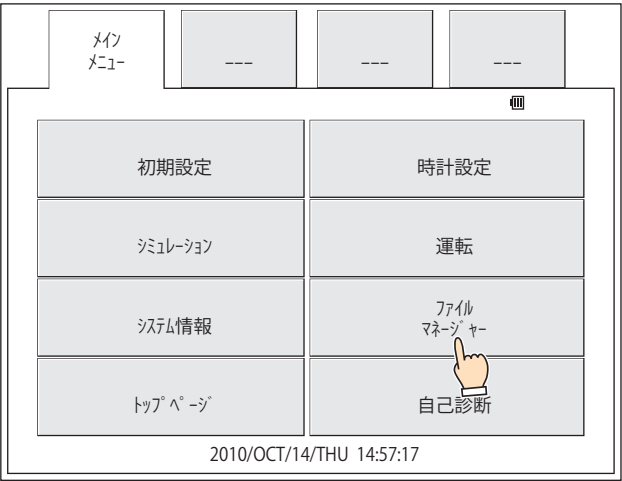 ﾒｲﾝ
ﾒﾆｭｰ
---
---
---
初期設定
時計設定
ｼﾐｭﾚｰｼｮﾝ
運転
ｼｽﾃﾑ情報
ﾌｧｲﾙ
ﾏﾈｰｼﾞｬｰ
ﾄｯﾌﾟﾍﾟｰｼﾞ
自己診断
2010/OCT/14/THU 14:57:17